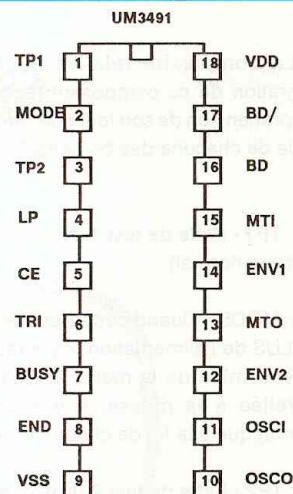 UM3491
TP1 1 18 VDD
MODE 2 17 BD/
TP2 3 16 BD
LP 4 15 MTI
CE 5 14 ENV1
TRI 6 13 MTO
BUSY 7 12 ENV2
END 8 11 OSCI
VSS 9 10 OSCO